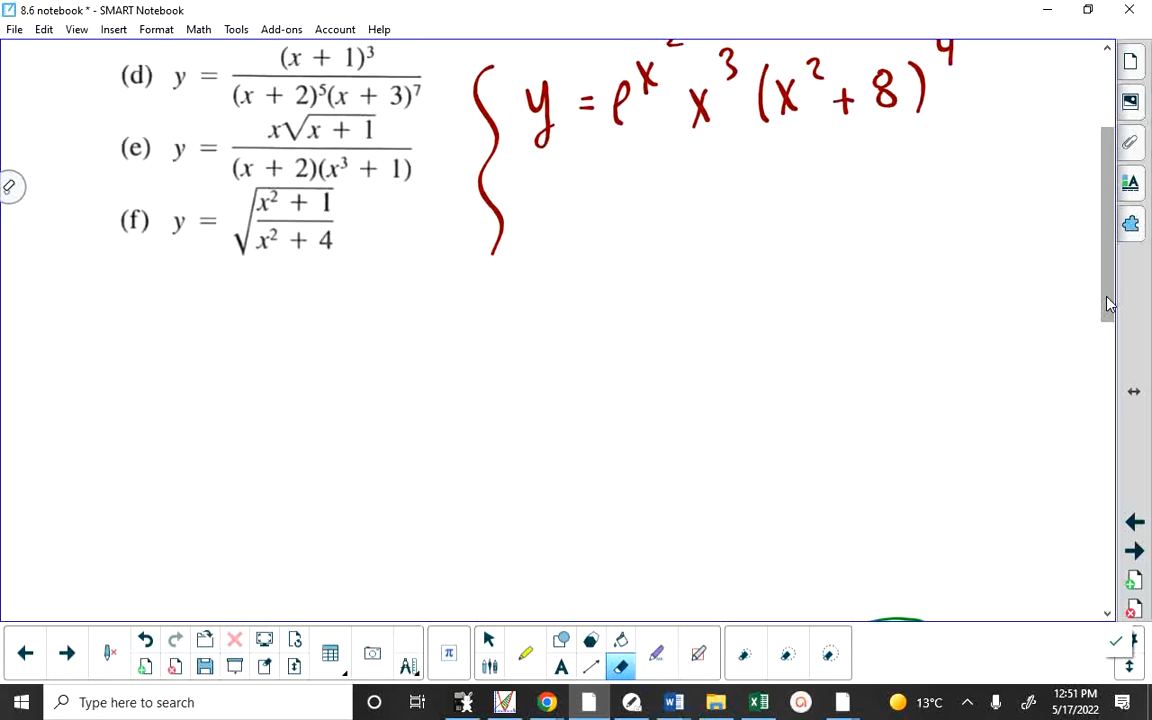 8.6 notebook * - SMART Notebook
File Edit View Insert Format Math Tools Add-ons Account Help
(d) y = (x + 1)³ / (x + 2)⁵(x + 3)⁷
(e) y = x√(x + 1) / (x + 2)(x³ + 1)
(f) y = √((x² + 1) / (x² + 4))
y = e^x² x³ (x² + 8)⁴
Type here to search
13°C
12:51 PM
5/17/2022